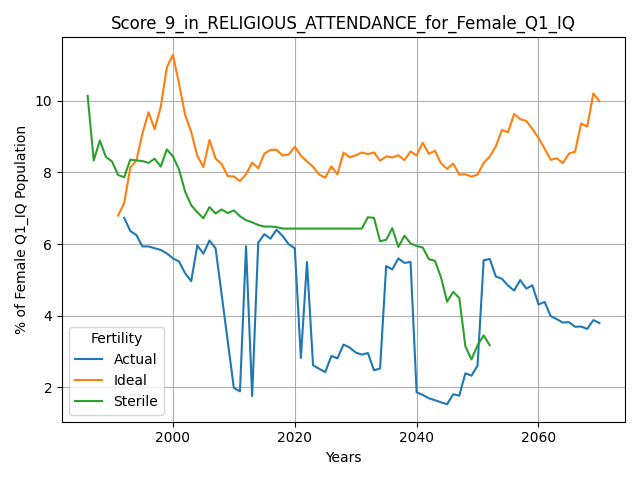 Score_9_in_RELIGIOUS_ATTENDANCE_for_Female_Q1_IQ
% of Female Q1_IQ Population
10
8
6
4
2
Fertility
Actual
Ideal
Sterile
2000
2020
2040
2060
Years